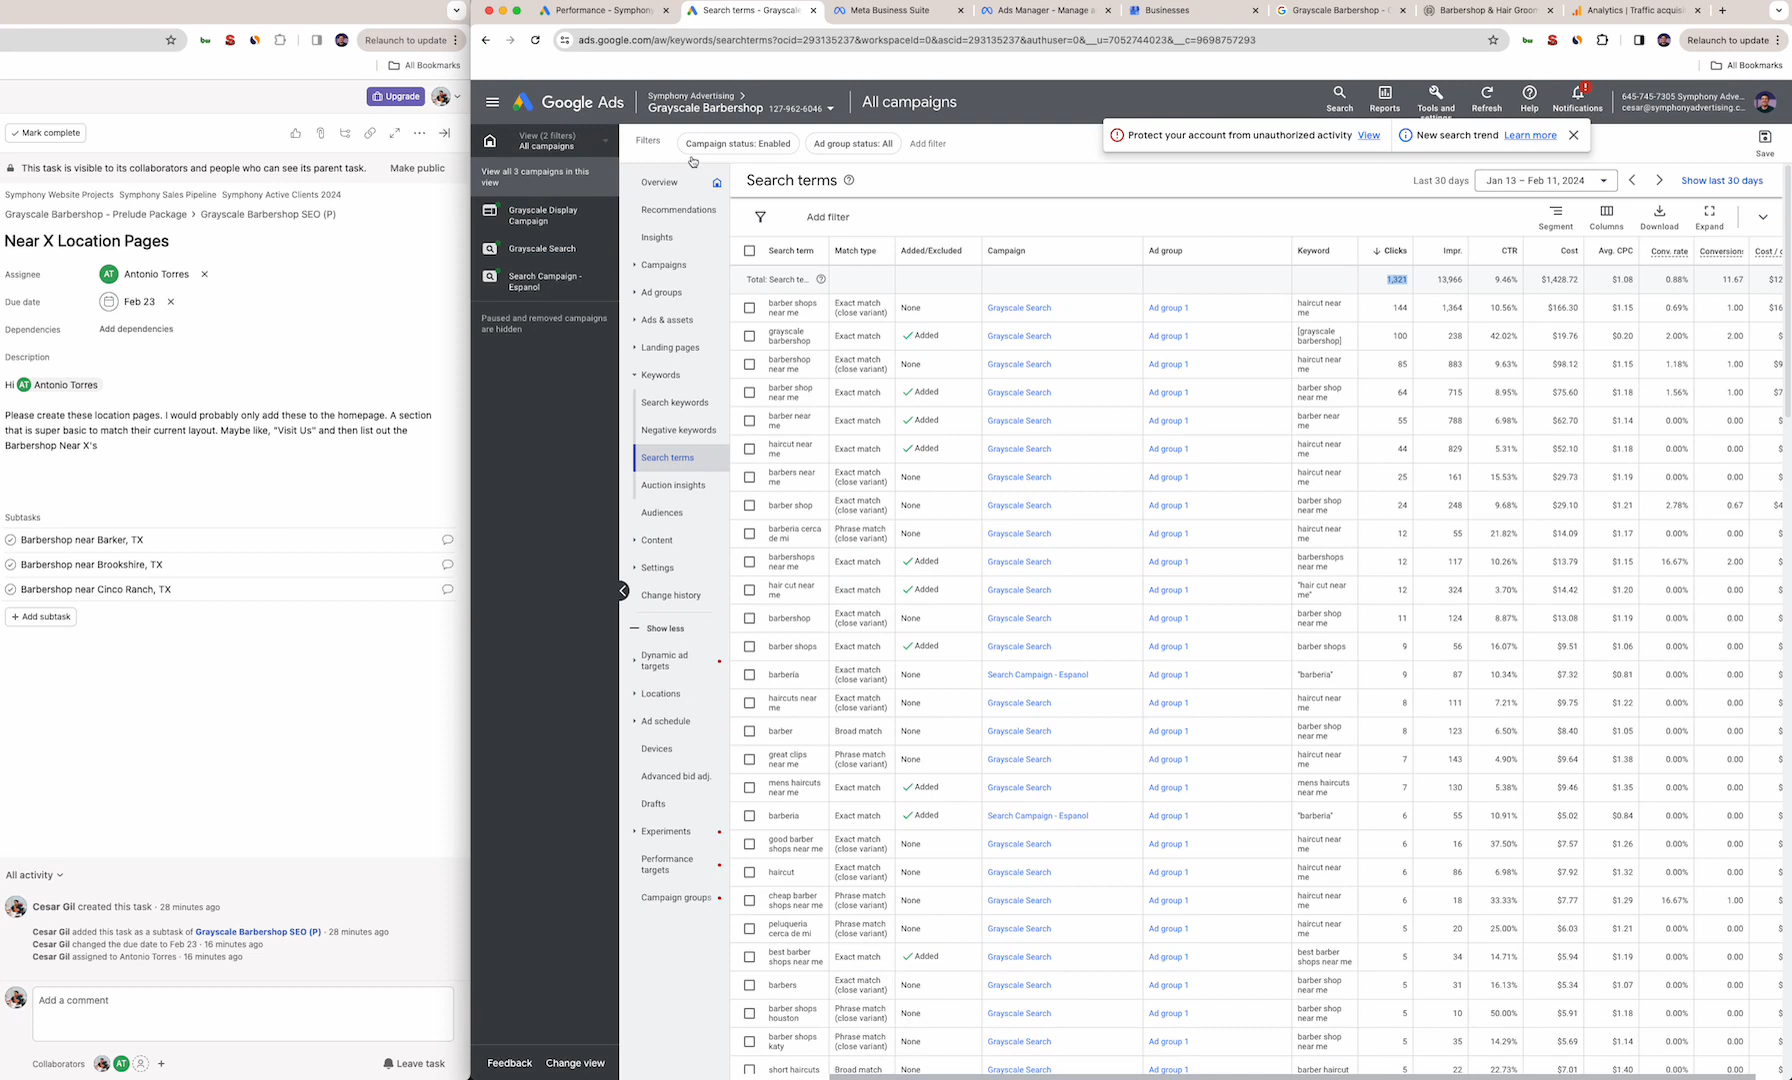 Performance - Symphony
Search terms - Grayscale
Meta Business Suite
Ads Manager - Manage a
Businesses
Grayscale Barbershop -
Barbershop & Hair Groom
Analytics | Traffic acquisi
Relaunch to update
ads.google.com/aw/keywords/searchterms?ocid=293135237&workspaceId=0&ascid=293135237&authuser=0&__u=7052744023&__c=9698757293
Relaunch to update
All Bookmarks
All Bookmarks
Upgrade
Mark complete
This task is visible to its collaborators and people who can see its parent task.
Make public
Symphony Website Projects Symphony Sales Pipeline Symphony Active Clients 2024
Grayscale Barbershop - Prelude Package > Grayscale Barbershop SEO (P)
Near X Location Pages
Assignee
AT Antonio Torres
Due date
Feb 23
Dependencies
Add dependencies
Description
Hi AT Antonio Torres
Please create these location pages. I would probably only add these to the homepage. A section
that is super basic to match their current layout. Maybe like, "Visit Us" and then list out the
Barbershop Near X's
Subtasks
Barbershop near Barker, TX
Barbershop near Brookshire, TX
Barbershop near Cinco Ranch, TX
+ Add subtask
All activity
Cesar Gil created this task · 28 minutes ago
Cesar Gil added this task as a subtask of Grayscale Barbershop SEO (P) · 28 minutes ago
Cesar Gil changed the due date to Feb 23 · 16 minutes ago
Cesar Gil assigned to Antonio Torres · 16 minutes ago
Add a comment
Collaborators
AT
Leave task
Google Ads
Symphony Advertising >
Grayscale Barbershop 127-962-6046
All campaigns
Search
Reports
Tools and
settings
Refresh
Help
Notifications
645-745-7305 Symphony Adve...
cesar@symphonyadvertising.c...
View (2 filters)
All campaigns
View all 3 campaigns in this
view
Grayscale Display
Campaign
Grayscale Search
Search Campaign -
Espanol
Paused and removed campaigns
are hidden
Feedback
Change view
Filters
Campaign status: Enabled
Ad group status: All
Add filter
Protect your account from unauthorized activity View
New search trend Learn more
Save
Overview
Recommendations
Insights
Campaigns
Ad groups
Ads & assets
Landing pages
Keywords
Search keywords
Negative keywords
Search terms
Auction insights
Audiences
Content
Settings
Change history
Show less
Dynamic ad
targets
Locations
Ad schedule
Devices
Advanced bid adj.
Drafts
Experiments
Performance
targets
Campaign groups
Search terms
Last 30 days
Jan 13 – Feb 11, 2024
Show last 30 days
Add filter
Segment
Columns
Download
Expand
Search term Match type Added/Excluded Campaign Ad group Keyword Clicks Impr. CTR Cost Avg. CPC Conv. rate Conversions Cost / c
Total: Search te... 1,321 13,966 9.46% $1,428.72 $1.08 0.88% 11.67 $12
barber shops near me Exact match (close variant) None Grayscale Search Ad group 1 haircut near me 144 1,364 10.56% $166.30 $1.15 0.69% 1.00 $16
grayscale barbershop Exact match Added Grayscale Search Ad group 1 [grayscale barbershop] 100 238 42.02% $19.76 $0.20 2.00% 2.00 $
barbershop near me Exact match (close variant) None Grayscale Search Ad group 1 haircut near me 85 883 9.63% $98.12 $1.15 1.18% 1.00 $9
barber shop near me Exact match Added Grayscale Search Ad group 1 barber shop near me 64 715 8.95% $75.60 $1.18 1.56% 1.00 $7
barber near me Exact match Added Grayscale Search Ad group 1 barber near me 55 788 6.98% $62.70 $1.14 0.00% 0.00 $
haircut near me Exact match Added Grayscale Search Ad group 1 haircut near me 44 829 5.31% $52.10 $1.18 0.00% 0.00 $
barbers near me Exact match (close variant) None Grayscale Search Ad group 1 haircut near me 25 161 15.53% $29.73 $1.19 0.00% 0.00 $
barber shop Exact match (close variant) None Grayscale Search Ad group 1 barber shop near me 24 248 9.68% $29.10 $1.21 2.78% 0.67 $4
barberia cerca de mi Phrase match (close variant) None Grayscale Search Ad group 1 haircut near me 12 55 21.82% $14.09 $1.17 0.00% 0.00 $
barbershops near me Exact match Added Grayscale Search Ad group 1 barbershops near me 12 117 10.26% $13.79 $1.15 16.67% 2.00 $
hair cut near me Exact match Added Grayscale Search Ad group 1 "hair cut near me" 12 324 3.70% $14.42 $1.20 0.00% 0.00 $
barbershop Exact match (close variant) None Grayscale Search Ad group 1 barber shop near me 11 124 8.87% $13.08 $1.19 0.00% 0.00 $
barber shops Exact match Added Grayscale Search Ad group 1 barber shops 9 56 16.07% $9.51 $1.06 0.00% 0.00 $
barbería Exact match (close variant) None Search Campaign - Espanol Ad group 1 "barberia" 9 87 10.34% $7.32 $0.81 0.00% 0.00 $
haircuts near me Exact match (close variant) None Grayscale Search Ad group 1 haircut near me 8 111 7.21% $9.75 $1.22 0.00% 0.00 $
barber Broad match None Grayscale Search Ad group 1 barber shop near me 8 123 6.50% $8.40 $1.05 0.00% 0.00 $
great clips near me Phrase match (close variant) None Grayscale Search Ad group 1 haircut near me 7 143 4.90% $9.64 $1.38 0.00% 0.00 $
mens haircuts near me Exact match Added Grayscale Search Ad group 1 mens haircuts near me 7 130 5.38% $9.46 $1.35 0.00% 0.00 $
barberia Exact match Added Search Campaign - Espanol Ad group 1 "barberia" 6 55 10.91% $5.02 $0.84 0.00% 0.00 $
good barber shops near me Exact match (close variant) None Grayscale Search Ad group 1 haircut near me 6 16 37.50% $7.57 $1.26 0.00% 0.00 $
haircut Exact match (close variant) None Grayscale Search Ad group 1 haircut near me 6 86 6.98% $7.92 $1.32 0.00% 0.00 $
cheap barber shops near me Phrase match (close variant) None Grayscale Search Ad group 1 haircut near me 6 18 33.33% $7.77 $1.29 16.67% 1.00 $
peluqueria cerca de mi Phrase match (close variant) None Grayscale Search Ad group 1 haircut near me 5 20 25.00% $6.03 $1.21 0.00% 0.00 $
best barber shops near me Exact match Added Grayscale Search Ad group 1 best barber shops near me 5 34 14.71% $5.94 $1.19 0.00% 0.00 $
barbers Exact match (close variant) None Grayscale Search Ad group 1 barber shop near me 5 31 16.13% $5.34 $1.07 0.00% 0.00 $
barber shops houston Phrase match (close variant) None Grayscale Search Ad group 1 barber shop near me 5 10 50.00% $5.91 $1.18 0.00% 0.00 $
barber shops katy Phrase match (close variant) None Grayscale Search Ad group 1 barber shop near me 5 35 14.29% $5.69 $1.14 0.00% 0.00 $
short haircuts Broad match None Grayscale Search Ad group 1 barber haircut 5 22 22.73% $7.01 $1.40 0.00% 0.00 $